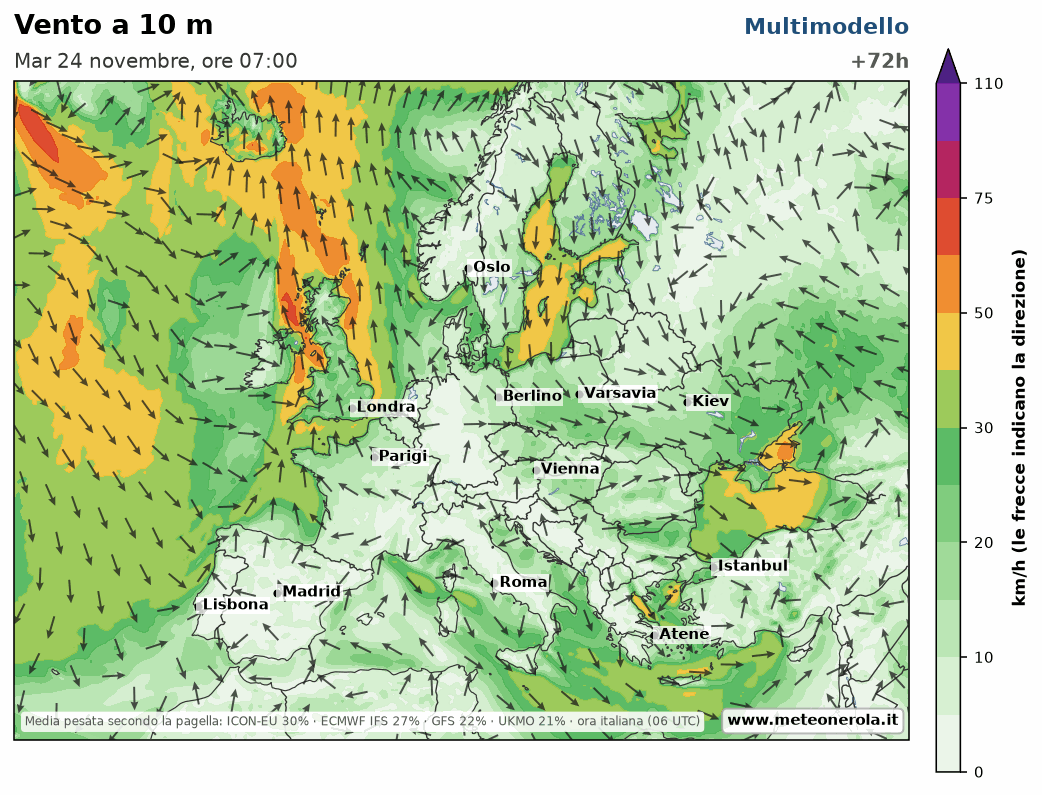 Vento a 10 m
Multimodello
Mar 24 novembre, ore 07:00
+72h
110
75
50
30
20
10
0
km/h (le frecce indicano la direzione)
Oslo
Londra
Berlino
Varsavia
Kiev
Parigi
Vienna
Istanbul
Roma
Madrid
Lisbona
Atene
Media pesata secondo la pagella: ICON-EU 30% · ECMWF IFS 27% · GFS 22% · UKMO 21% · ora italiana (06 UTC)
www.meteonerola.it